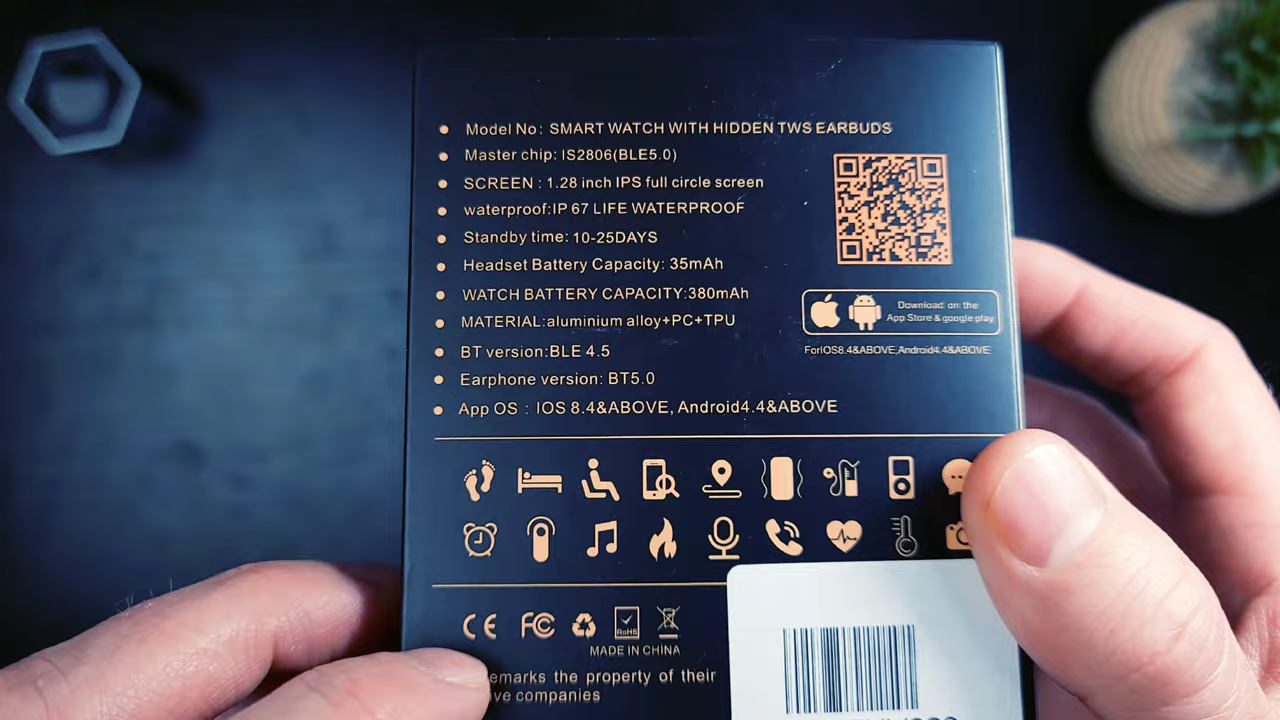 Model No: SMART WATCH WITH HIDDEN TWS EARBUDS
Master chip: IS2806(BLE5.0)
SCREEN : 1.28 inch IPS full circle screen
waterproof:IP 67 LIFE WATERPROOF
Standby time: 10-25DAYS
Headset Battery Capacity: 35mAh
WATCH BATTERY CAPACITY:380mAh
MATERIAL:aluminium alloy+PC+TPU
BT version:BLE 4.5
Earphone version: BT5.0
App OS : IOS 8.4&ABOVE, Android4.4&ABOVE
Download on the
App Store & google play
ForIOS8.4&ABOVE,Android4.4&ABOVE
CE FC RoHS
MADE IN CHINA
emarks the property of their
ive companies